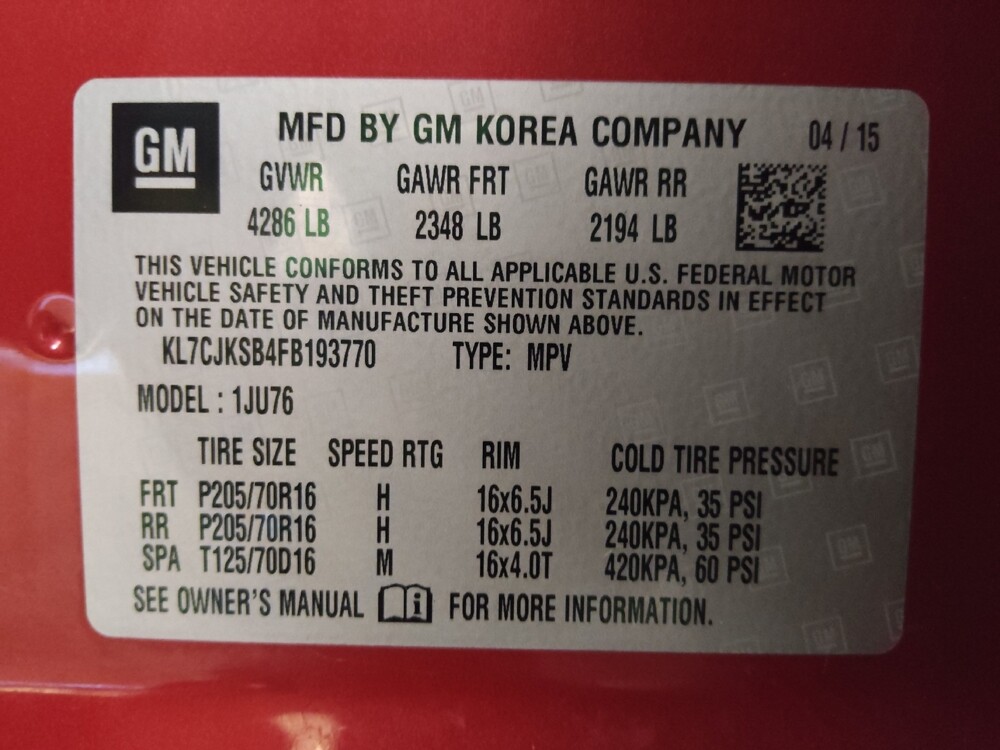 GM
MFD BY GM KOREA COMPANY 04 / 15
GVWR GAWR FRT GAWR RR
4286 LB 2348 LB 2194 LB
THIS VEHICLE CONFORMS TO ALL APPLICABLE U.S. FEDERAL MOTOR
VEHICLE SAFETY AND THEFT PREVENTION STANDARDS IN EFFECT
ON THE DATE OF MANUFACTURE SHOWN ABOVE.
KL7CJKSB4FB193770 TYPE: MPV
MODEL : 1JU76
TIRE SIZE SPEED RTG RIM COLD TIRE PRESSURE
FRT P205/70R16 H 16x6.5J 240KPA, 35 PSI
RR P205/70R16 H 16x6.5J 240KPA, 35 PSI
SPA T125/70D16 M 16x4.0T 420KPA, 60 PSI
SEE OWNER'S MANUAL FOR MORE INFORMATION.